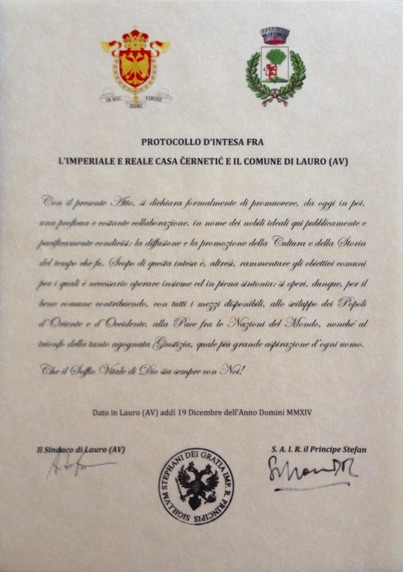 IN HOC SIGNO VINCES
PROTOCOLLO D'INTESA FRA
L'IMPERIALE E REALE CASA ČERNETIĆ E IL COMUNE DI LAURO (AV)
Con il presente Atto, si dichiara formalmente di promuovere, da oggi in poi,
una proficua e costante collaborazione, in nome dei nobili ideali qui pubblicamente e
pacificamente condivisi: la diffusione e la promozione della Cultura e della Storia
del tempo che fu. Scopo di questa intesa è, altresì, rammentare gli obiettivi comuni
per i quali è necessario operare insieme ed in piena sintonia: si operi, dunque, per il
bene comune contribuendo, con tutti i mezzi disponibili, allo sviluppo dei Popoli
d'Oriente e d'Occidente, alla Pace fra le Nazioni del Mondo, nonché al
trionfo della tanto agognata Giustizia, quale più grande aspirazione d'ogni uomo.
Che il Soffio Vitale di Dio sia sempre con Noi!
Dato in Lauro (AV) addì 19 Dicembre dell'Anno Domini MMXIV
Il Sindaco di Lauro (AV)
S. A. I. R. il Principe Stefan
SIGILLVM STEPHANI DEI GRATIA IMP. R. PRINCIPIS